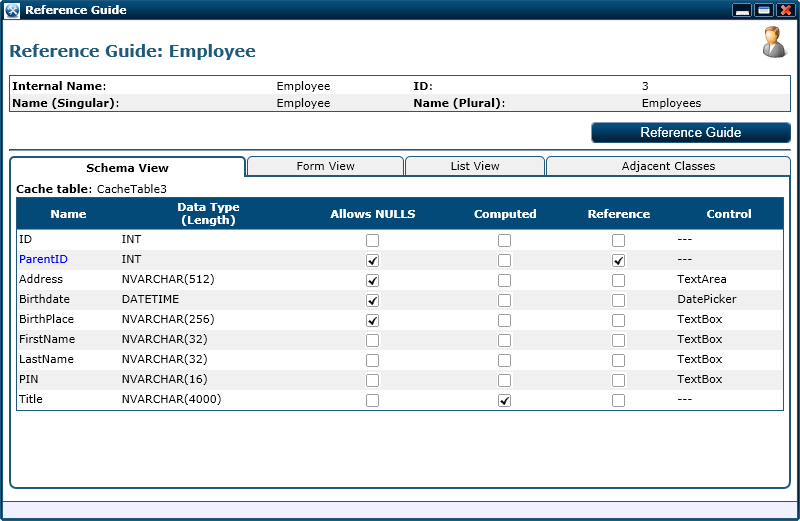 Reference Guide
Reference Guide: Employee
Internal Name: Employee ID: 3
Name (Singular): Employee Name (Plural): Employees
Reference Guide
Schema View Form View List View Adjacent Classes
Cache table: CacheTable3
Name Data Type (Length) Allows NULLS Computed Reference Control
ID INT ---
ParentID INT ---
Address NVARCHAR(512) TextArea
Birthdate DATETIME DatePicker
BirthPlace NVARCHAR(256) TextBox
FirstName NVARCHAR(32) TextBox
LastName NVARCHAR(32) TextBox
PIN NVARCHAR(16) TextBox
Title NVARCHAR(4000) ---